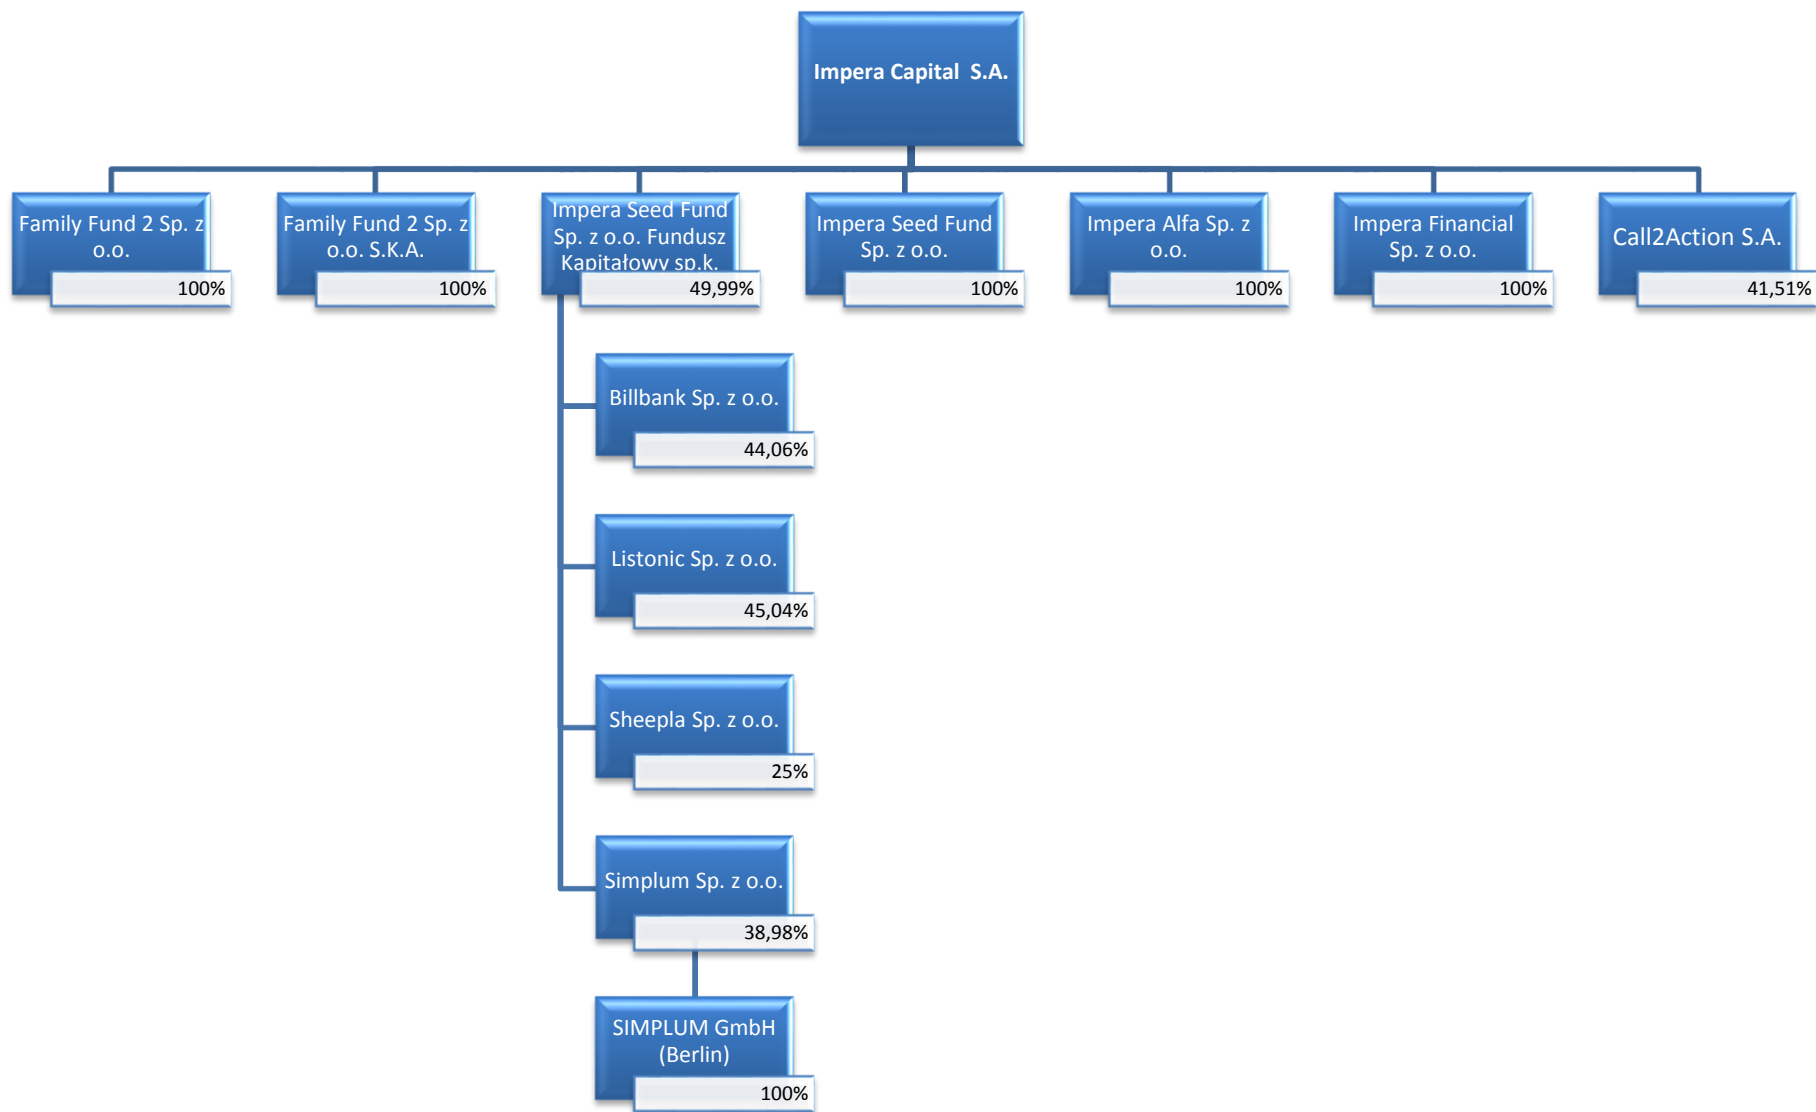 Impera Capital  S.A.
Family Fund 2 Sp. z
o.o.
100%
Family Fund 2 Sp. z
o.o. S.K.A.
100%
Impera Seed Fund
Sp. z o.o. Fundusz
Kapitałowy sp.k.
49,99%
Impera Seed Fund
Sp. z o.o.
100%
Impera Alfa Sp. z
o.o.
100%
Impera Financial
Sp. z o.o.
100%
Call2Action S.A.
41,51%
Billbank Sp. z o.o.
44,06%
Listonic Sp. z o.o.
45,04%
Sheepla Sp. z o.o.
25%
Simplum Sp. z o.o.
38,98%
SIMPLUM GmbH
(Berlin)
100%